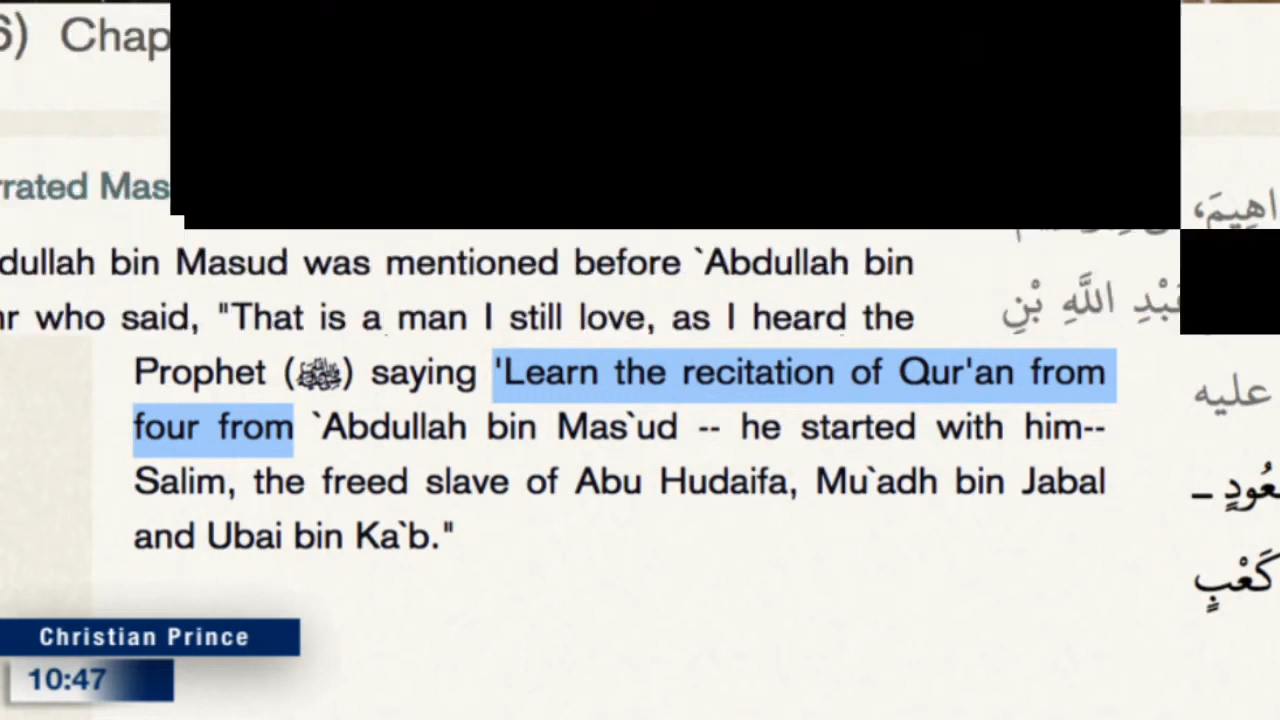 6) Chap
rrated Mas
dullah bin Masud was mentioned before `Abdullah bin
nr who said, "That is a man I still love, as I heard the
Prophet (ﷺ) saying 'Learn the recitation of Qur'an from
four from `Abdullah bin Mas`ud -- he started with him--
Salim, the freed slave of Abu Hudaifa, Mu`adh bin Jabal
and Ubai bin Ka`b."
اهِيمَ،
بْدِ اللَّهِ بْنِ
عليه
عُودٍ ـ
كَعْبٍ
Christian Prince
10:47